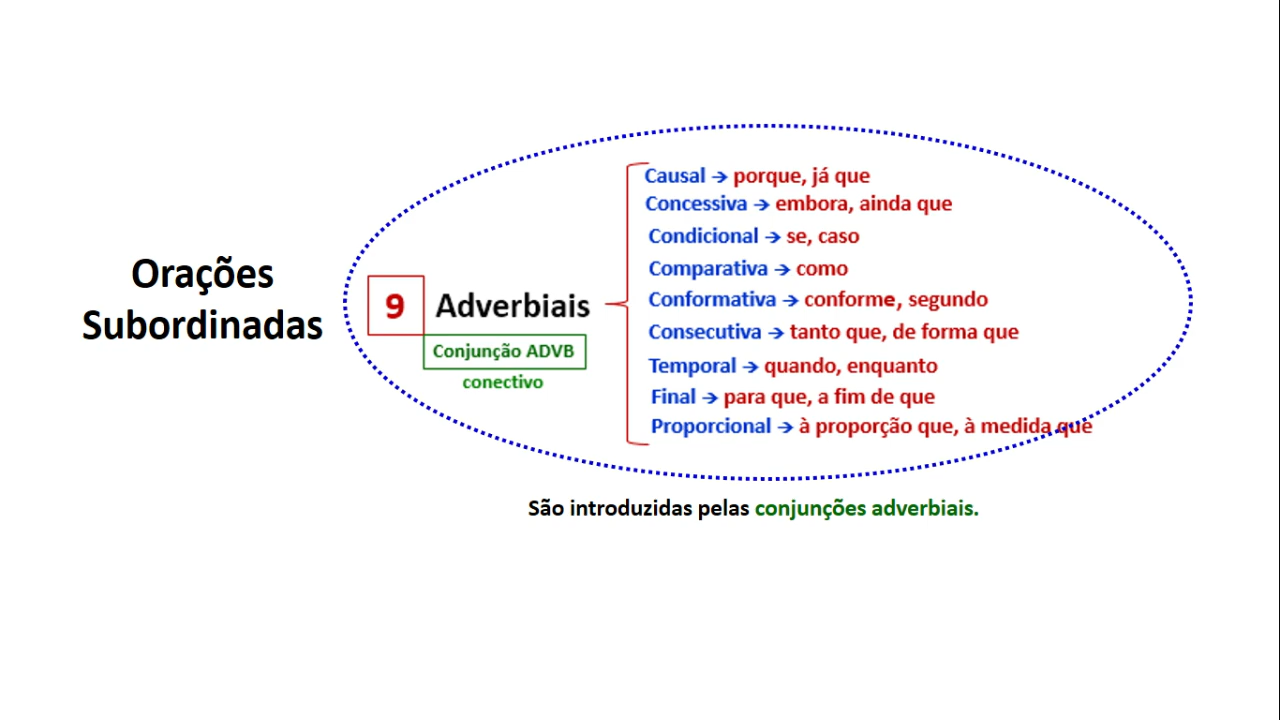 Orações
Subordinadas
9
Adverbiais
Conjunção ADVB
conectivo
Causal → porque, já que
Concessiva → embora, ainda que
Condicional → se, caso
Comparativa → como
Conformativa → conforme, segundo
Consecutiva → tanto que, de forma que
Temporal → quando, enquanto
Final → para que, a fim de que
Proporcional → à proporção que, à medida que
São introduzidas pelas conjunções adverbiais.